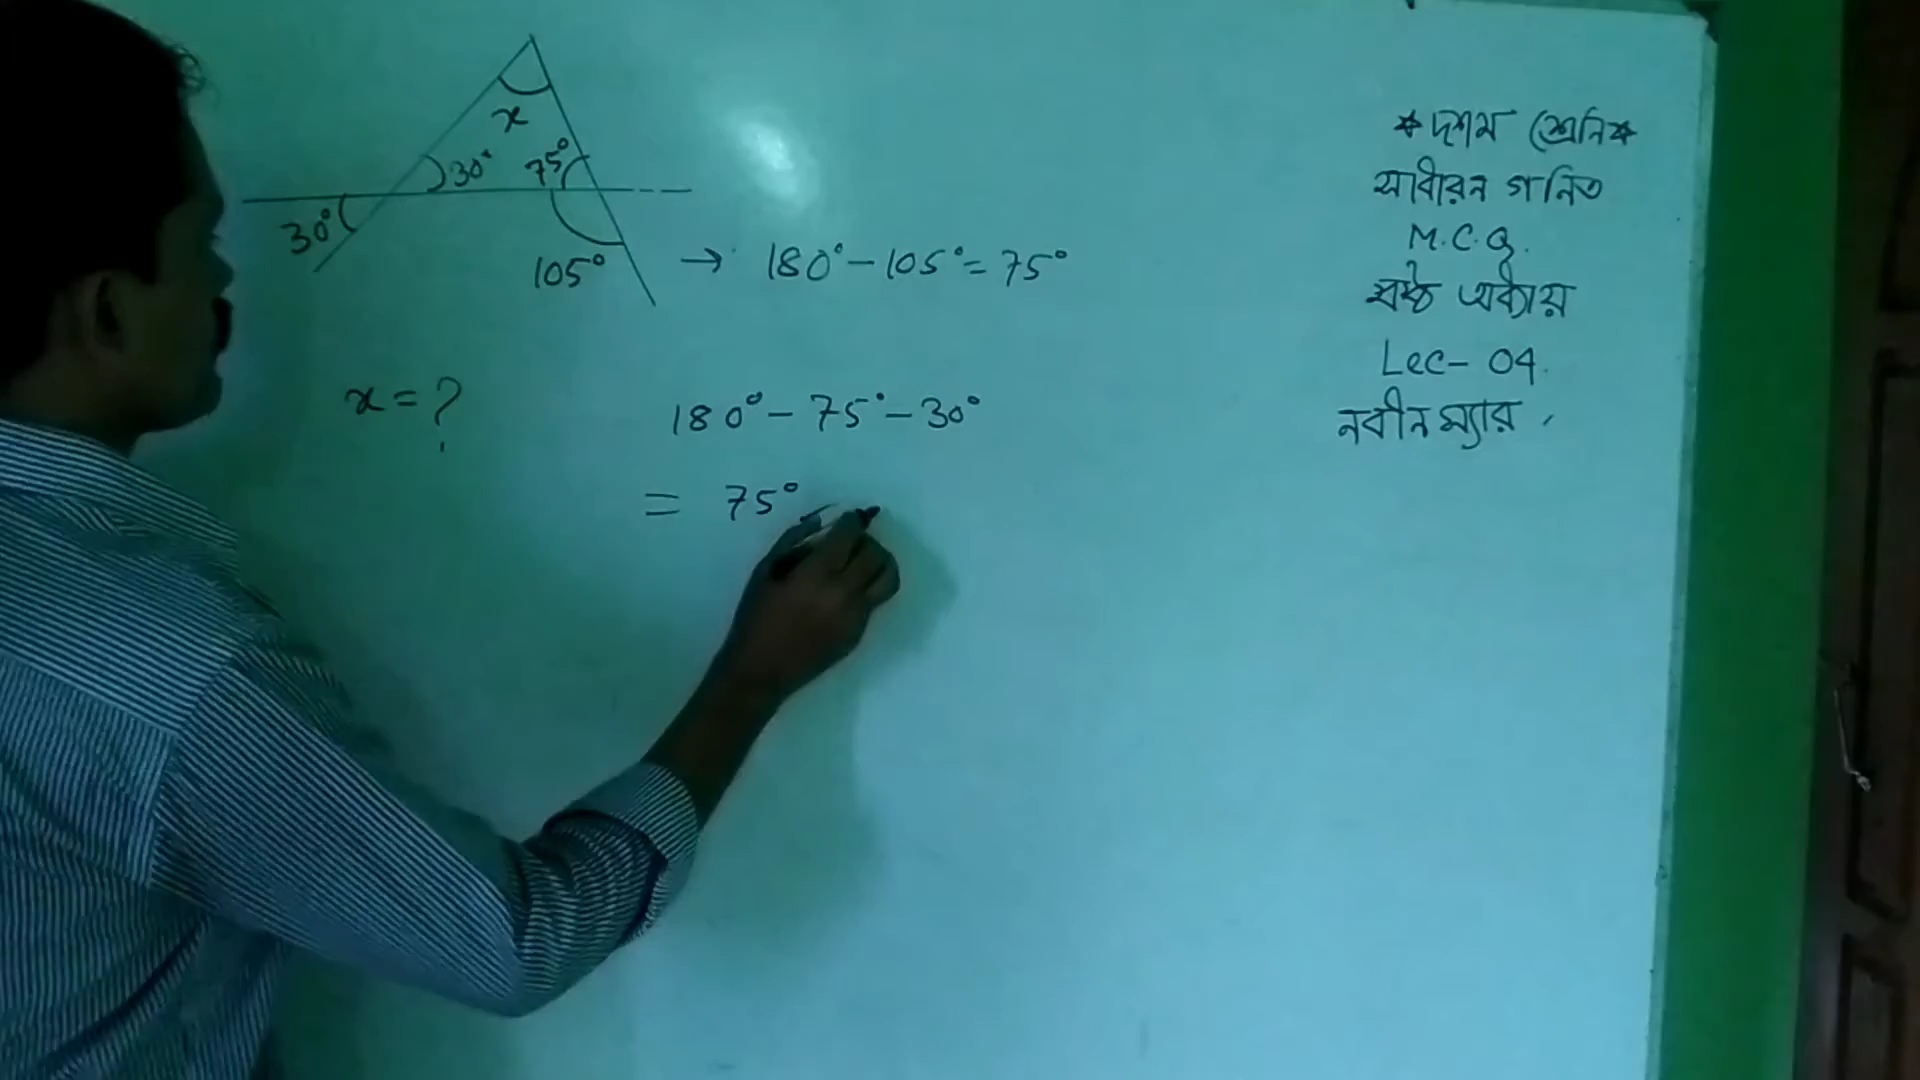 x
30° 75°
30°
105° → 180° - 105° = 75°
x = ?
180° - 75° - 30°
= 75°
*দশম শ্রেনি*
সাধারন গনিত
M.C.Q.
ষষ্ঠ অধ্যায়
Lec- 04.
নবীন স্যার